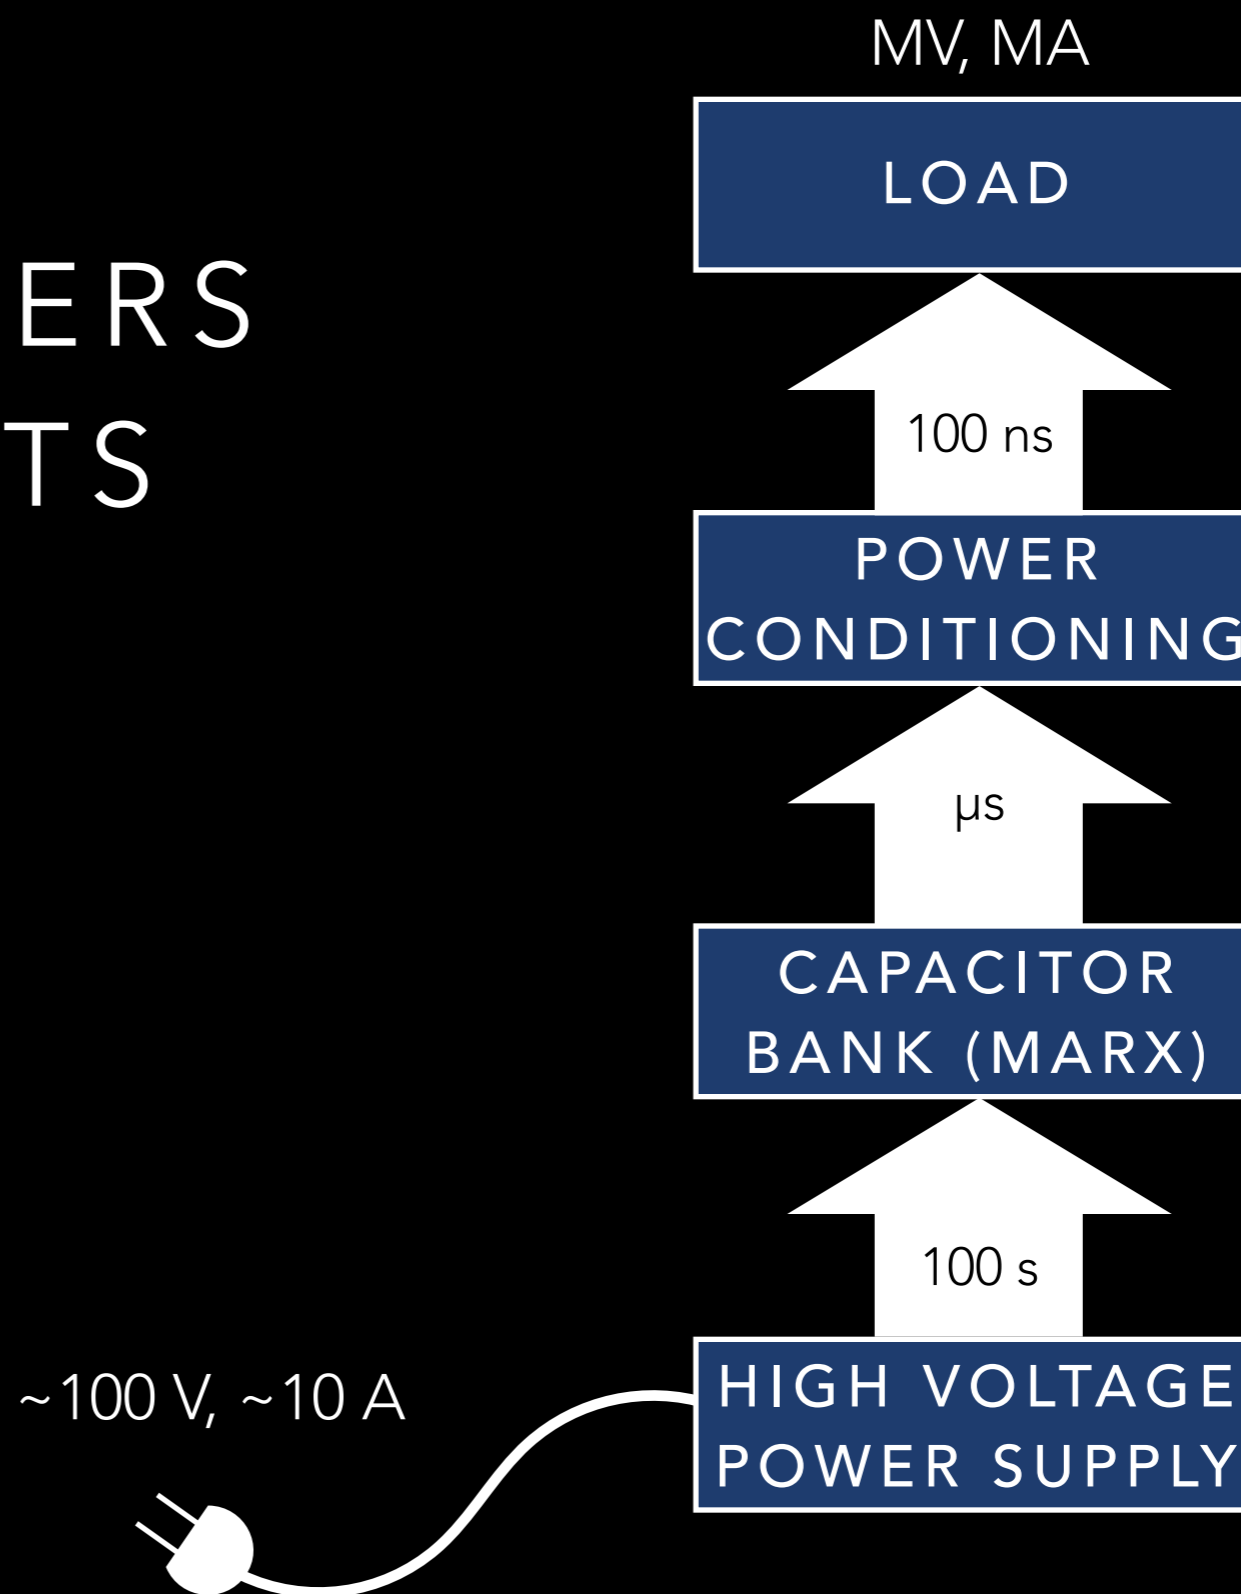 ERS
TS
MV, MA
LOAD
100 ns
POWER
CONDITIONING
µs
CAPACITOR
BANK (MARX)
100 s
HIGH VOLTAGE
POWER SUPPLY
~100 V, ~10 A